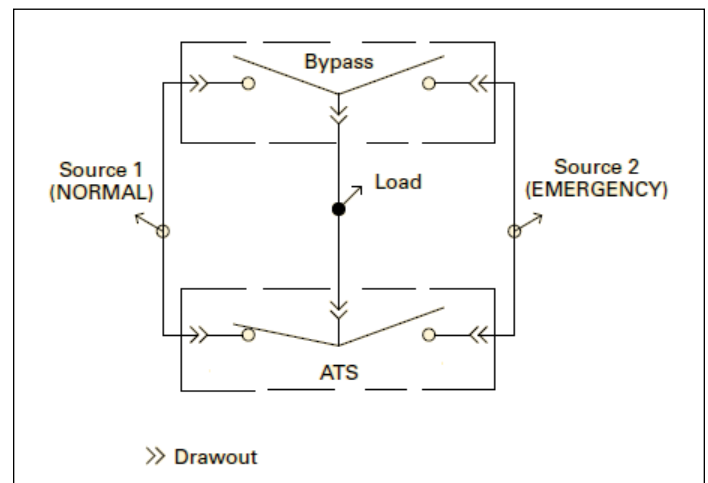 Bypass
Source 1
(NORMAL)
Load
Source 2
(EMERGENCY)
ATS
Drawout